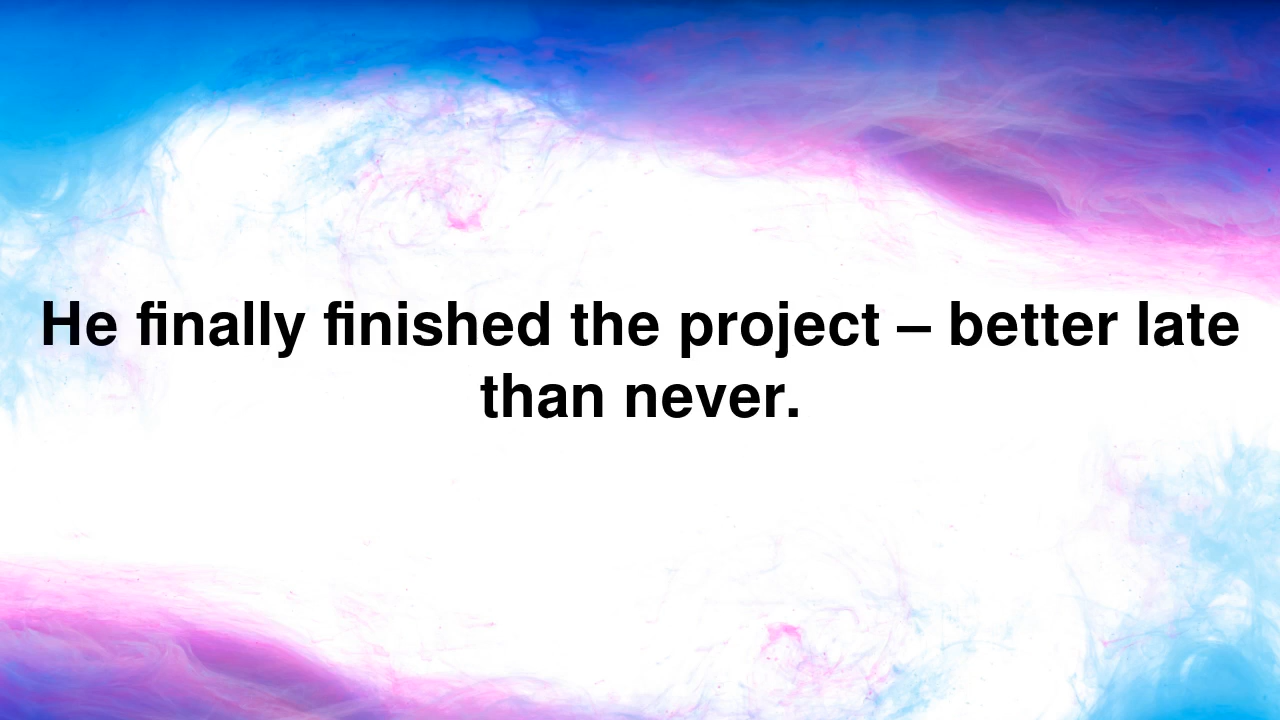 He finally finished the project – better late
than never.